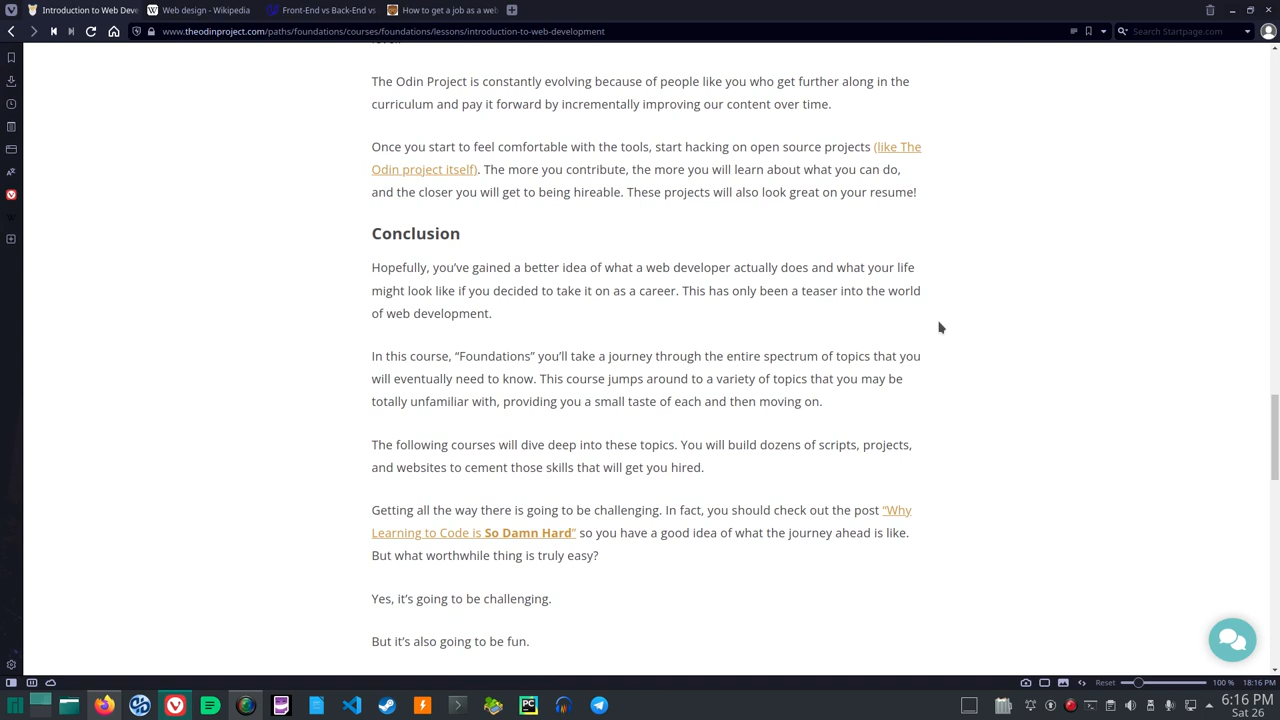 Introduction to Web Deve
Web design - Wikipedia
Front-End vs Back-End vs
How to get a job as a web
www.theodinproject.com/paths/foundations/courses/foundations/lessons/introduction-to-web-development
Search Startpage.com
The Odin Project is constantly evolving because of people like you who get further along in the
curriculum and pay it forward by incrementally improving our content over time.
Once you start to feel comfortable with the tools, start hacking on open source projects (like The
Odin project itself). The more you contribute, the more you will learn about what you can do,
and the closer you will get to being hireable. These projects will also look great on your resume!
Conclusion
Hopefully, you’ve gained a better idea of what a web developer actually does and what your life
might look like if you decided to take it on as a career. This has only been a teaser into the world
of web development.
In this course, “Foundations” you’ll take a journey through the entire spectrum of topics that you
will eventually need to know. This course jumps around to a variety of topics that you may be
totally unfamiliar with, providing you a small taste of each and then moving on.
The following courses will dive deep into these topics. You will build dozens of scripts, projects,
and websites to cement those skills that will get you hired.
Getting all the way there is going to be challenging. In fact, you should check out the post “Why
Learning to Code is So Damn Hard” so you have a good idea of what the journey ahead is like.
But what worthwhile thing is truly easy?
Yes, it’s going to be challenging.
But it’s also going to be fun.
Reset
100 %
18:16 PM
6:16 PM
Sat 26